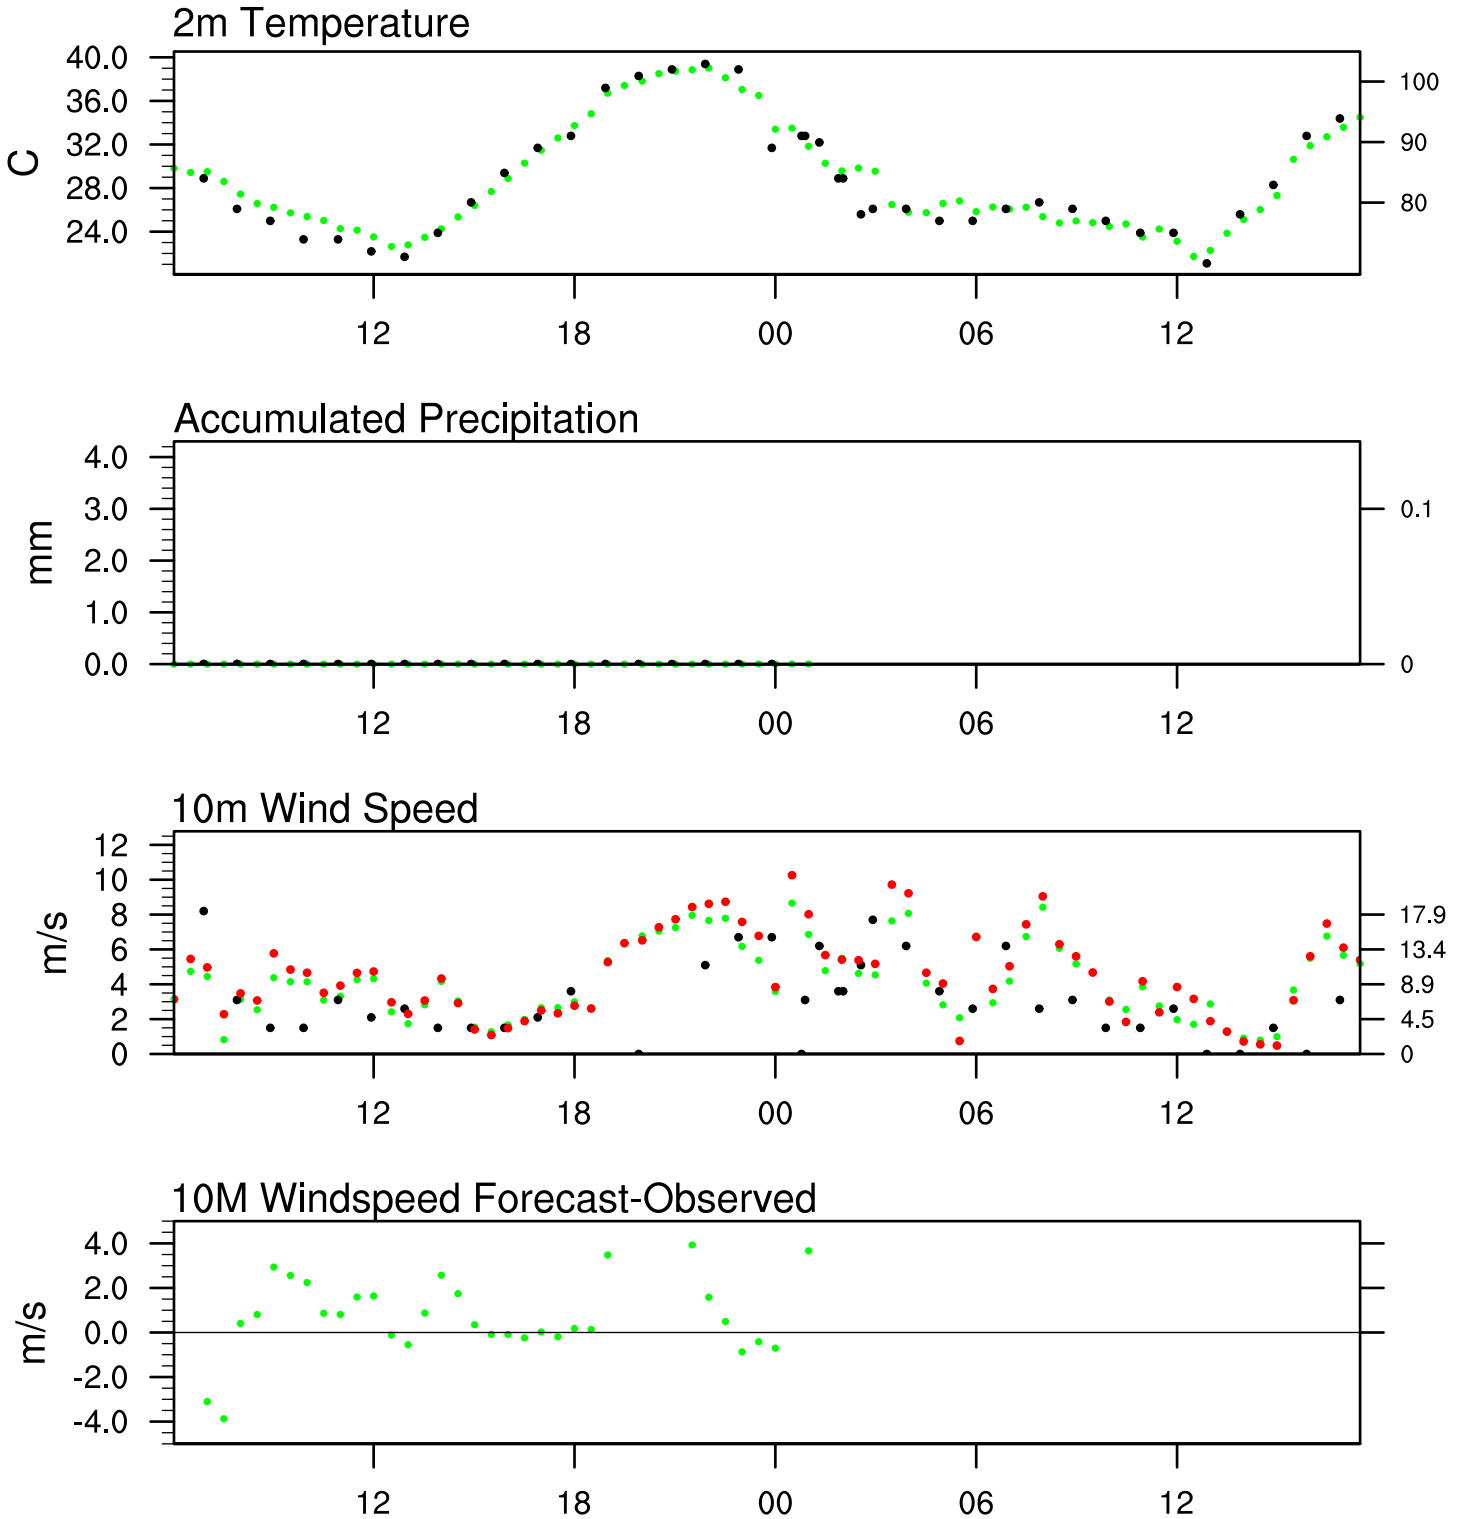 2m Temperature
40.0
36.0
32.0
28.0
24.0
C
100
90
80
12 18 00 06 12
Accumulated Precipitation
4.0
3.0
2.0
1.0
0.0
mm
0.1
0
12 18 00 06 12
10m Wind Speed
12
10
8
6
4
2
0
m/s
17.9
13.4
8.9
4.5
0
12 18 00 06 12
10M Windspeed Forecast-Observed
4.0
2.0
0.0
-2.0
-4.0
m/s
12 18 00 06 12